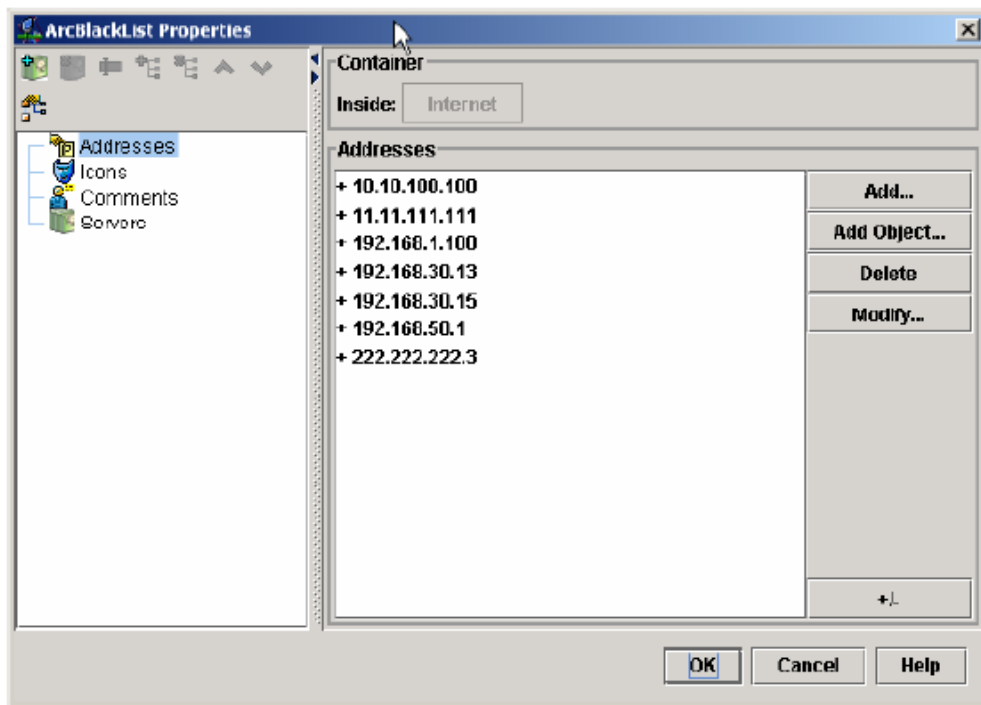 ArcBlackList Properties
Container
Inside: Internet
Addresses
Icons
Comments
Servers
Addresses
+ 10.10.100.100
+ 11.11.111.111
+ 192.168.1.100
+ 192.168.30.13
+ 192.168.30.15
+ 192.168.50.1
+ 222.222.222.3
Add...
Add Object...
Delete
Modify...
+/-
OK
Cancel
Help